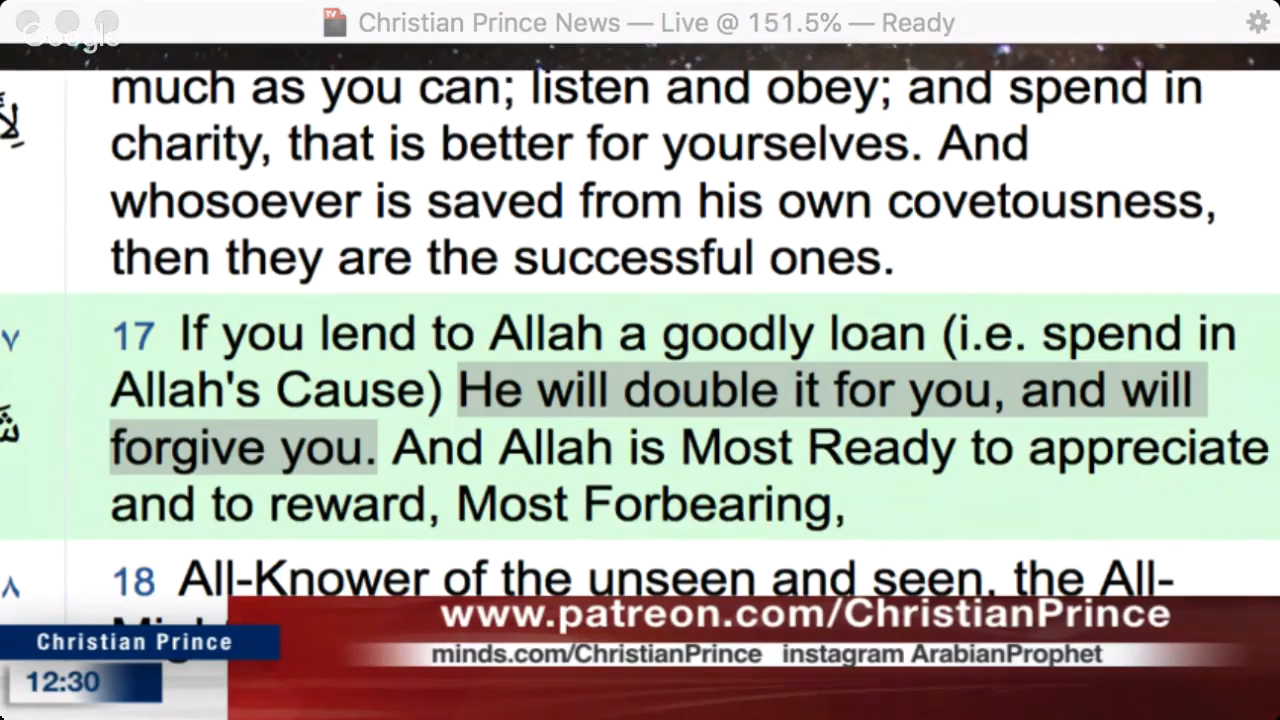 Christian Prince News — Live @ 151.5% — Ready
Google
much as you can; listen and obey; and spend in
charity, that is better for yourselves. And
whosoever is saved from his own covetousness,
then they are the successful ones.
17 If you lend to Allah a goodly loan (i.e. spend in
Allah's Cause) He will double it for you, and will
forgive you. And Allah is Most Ready to appreciate
and to reward, Most Forbearing,
18 All-Knower of the unseen and seen, the All-
www.patreon.com/ChristianPrince
Christian Prince
minds.com/ChristianPrince instagram ArabianProphet
12:30